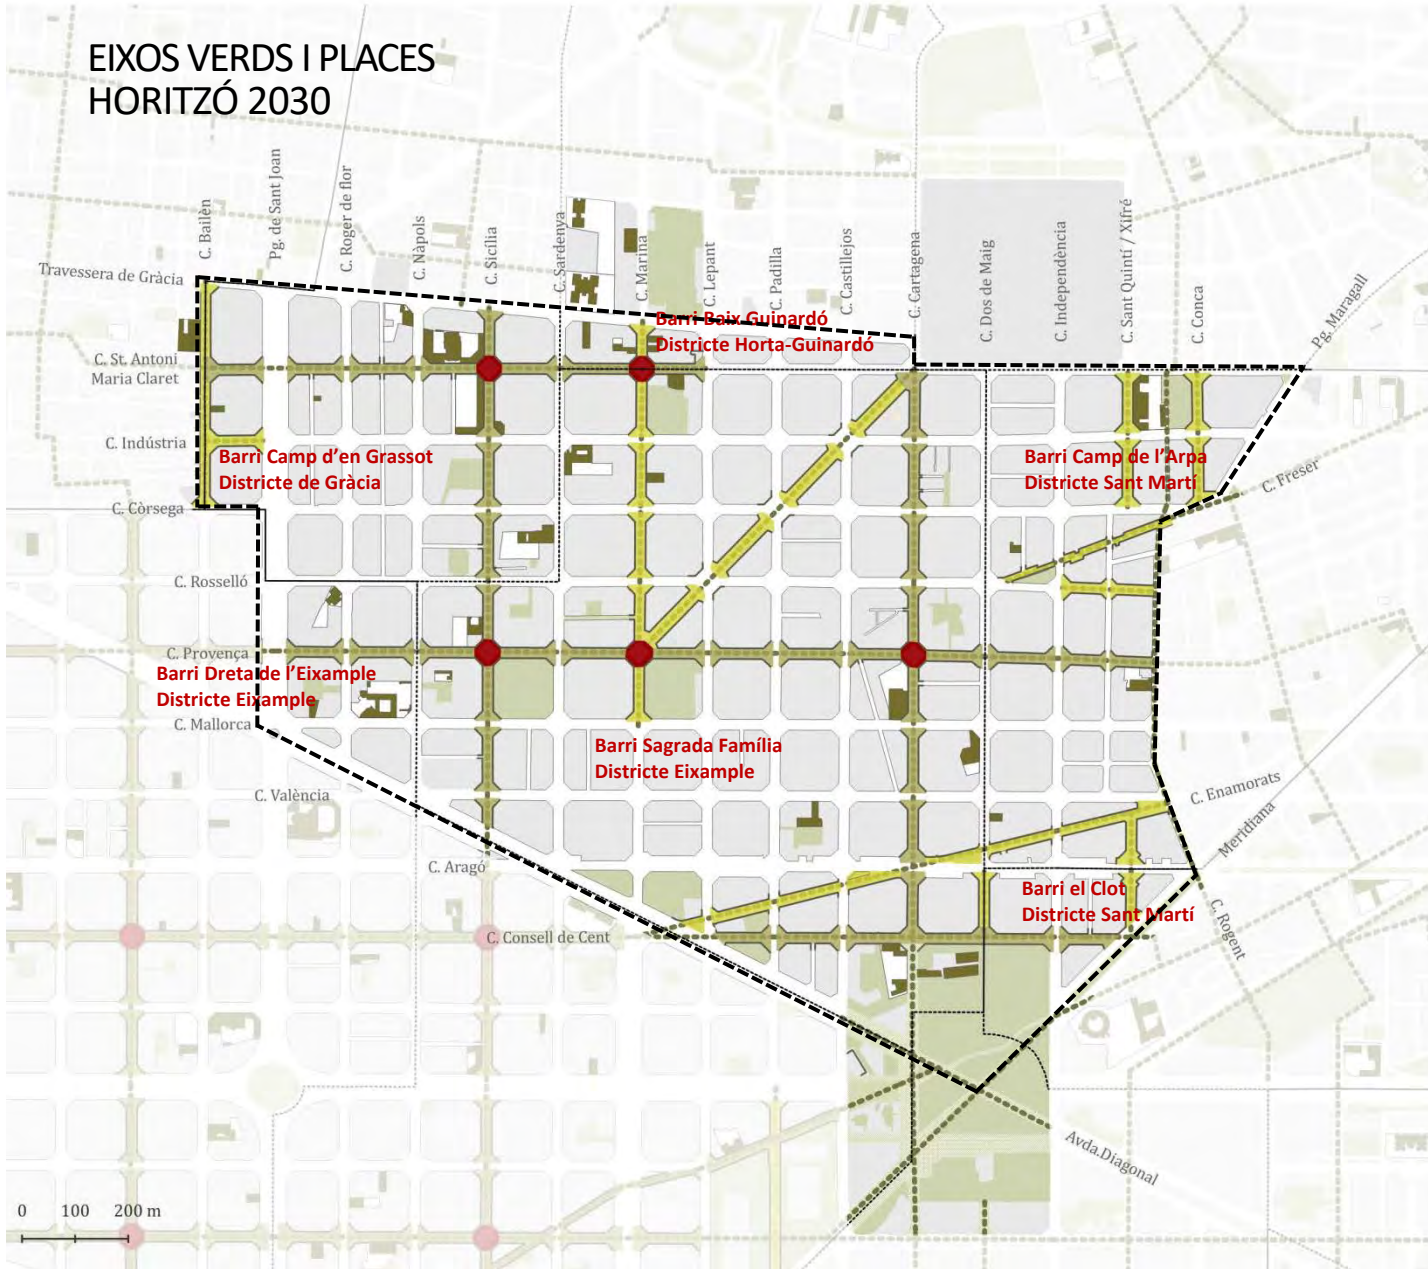 EIXOS VERDS I PLACES
HORITZÓ 2030
C. Bailèn
Pg. de Sant Joan
C. Roger de flor
C. Nàpols
C. Sicília
C. Sardenya
C. Marina
C. Lepant
C. Padilla
C. Castillejos
C. Cartagena
C. Dos de Maig
C. Independència
C. Sant Quintí / Xifré
C. Conca
Pg. Maragall
Travessera de Gràcia
Barri Baix Guinardó
Districte Horta-Guinardó
C. St. Antoni
Maria Claret
C. Indústria
Barri Camp d'en Grassot
Districte de Gràcia
Barri Camp de l'Arpa
Districte Sant Martí
C. Freser
C. Còrsega
C. Rosselló
C. Provença
Barri Dreta de l'Eixample
Districte Eixample
C. Mallorca
Barri Sagrada Família
Districte Eixample
C. València
C. Enamorats
Meridiana
C. Aragó
Barri el Clot
Districte Sant Martí
C. Rogent
C. Consell de Cent
Avda.Diagonal
0 100 200 m